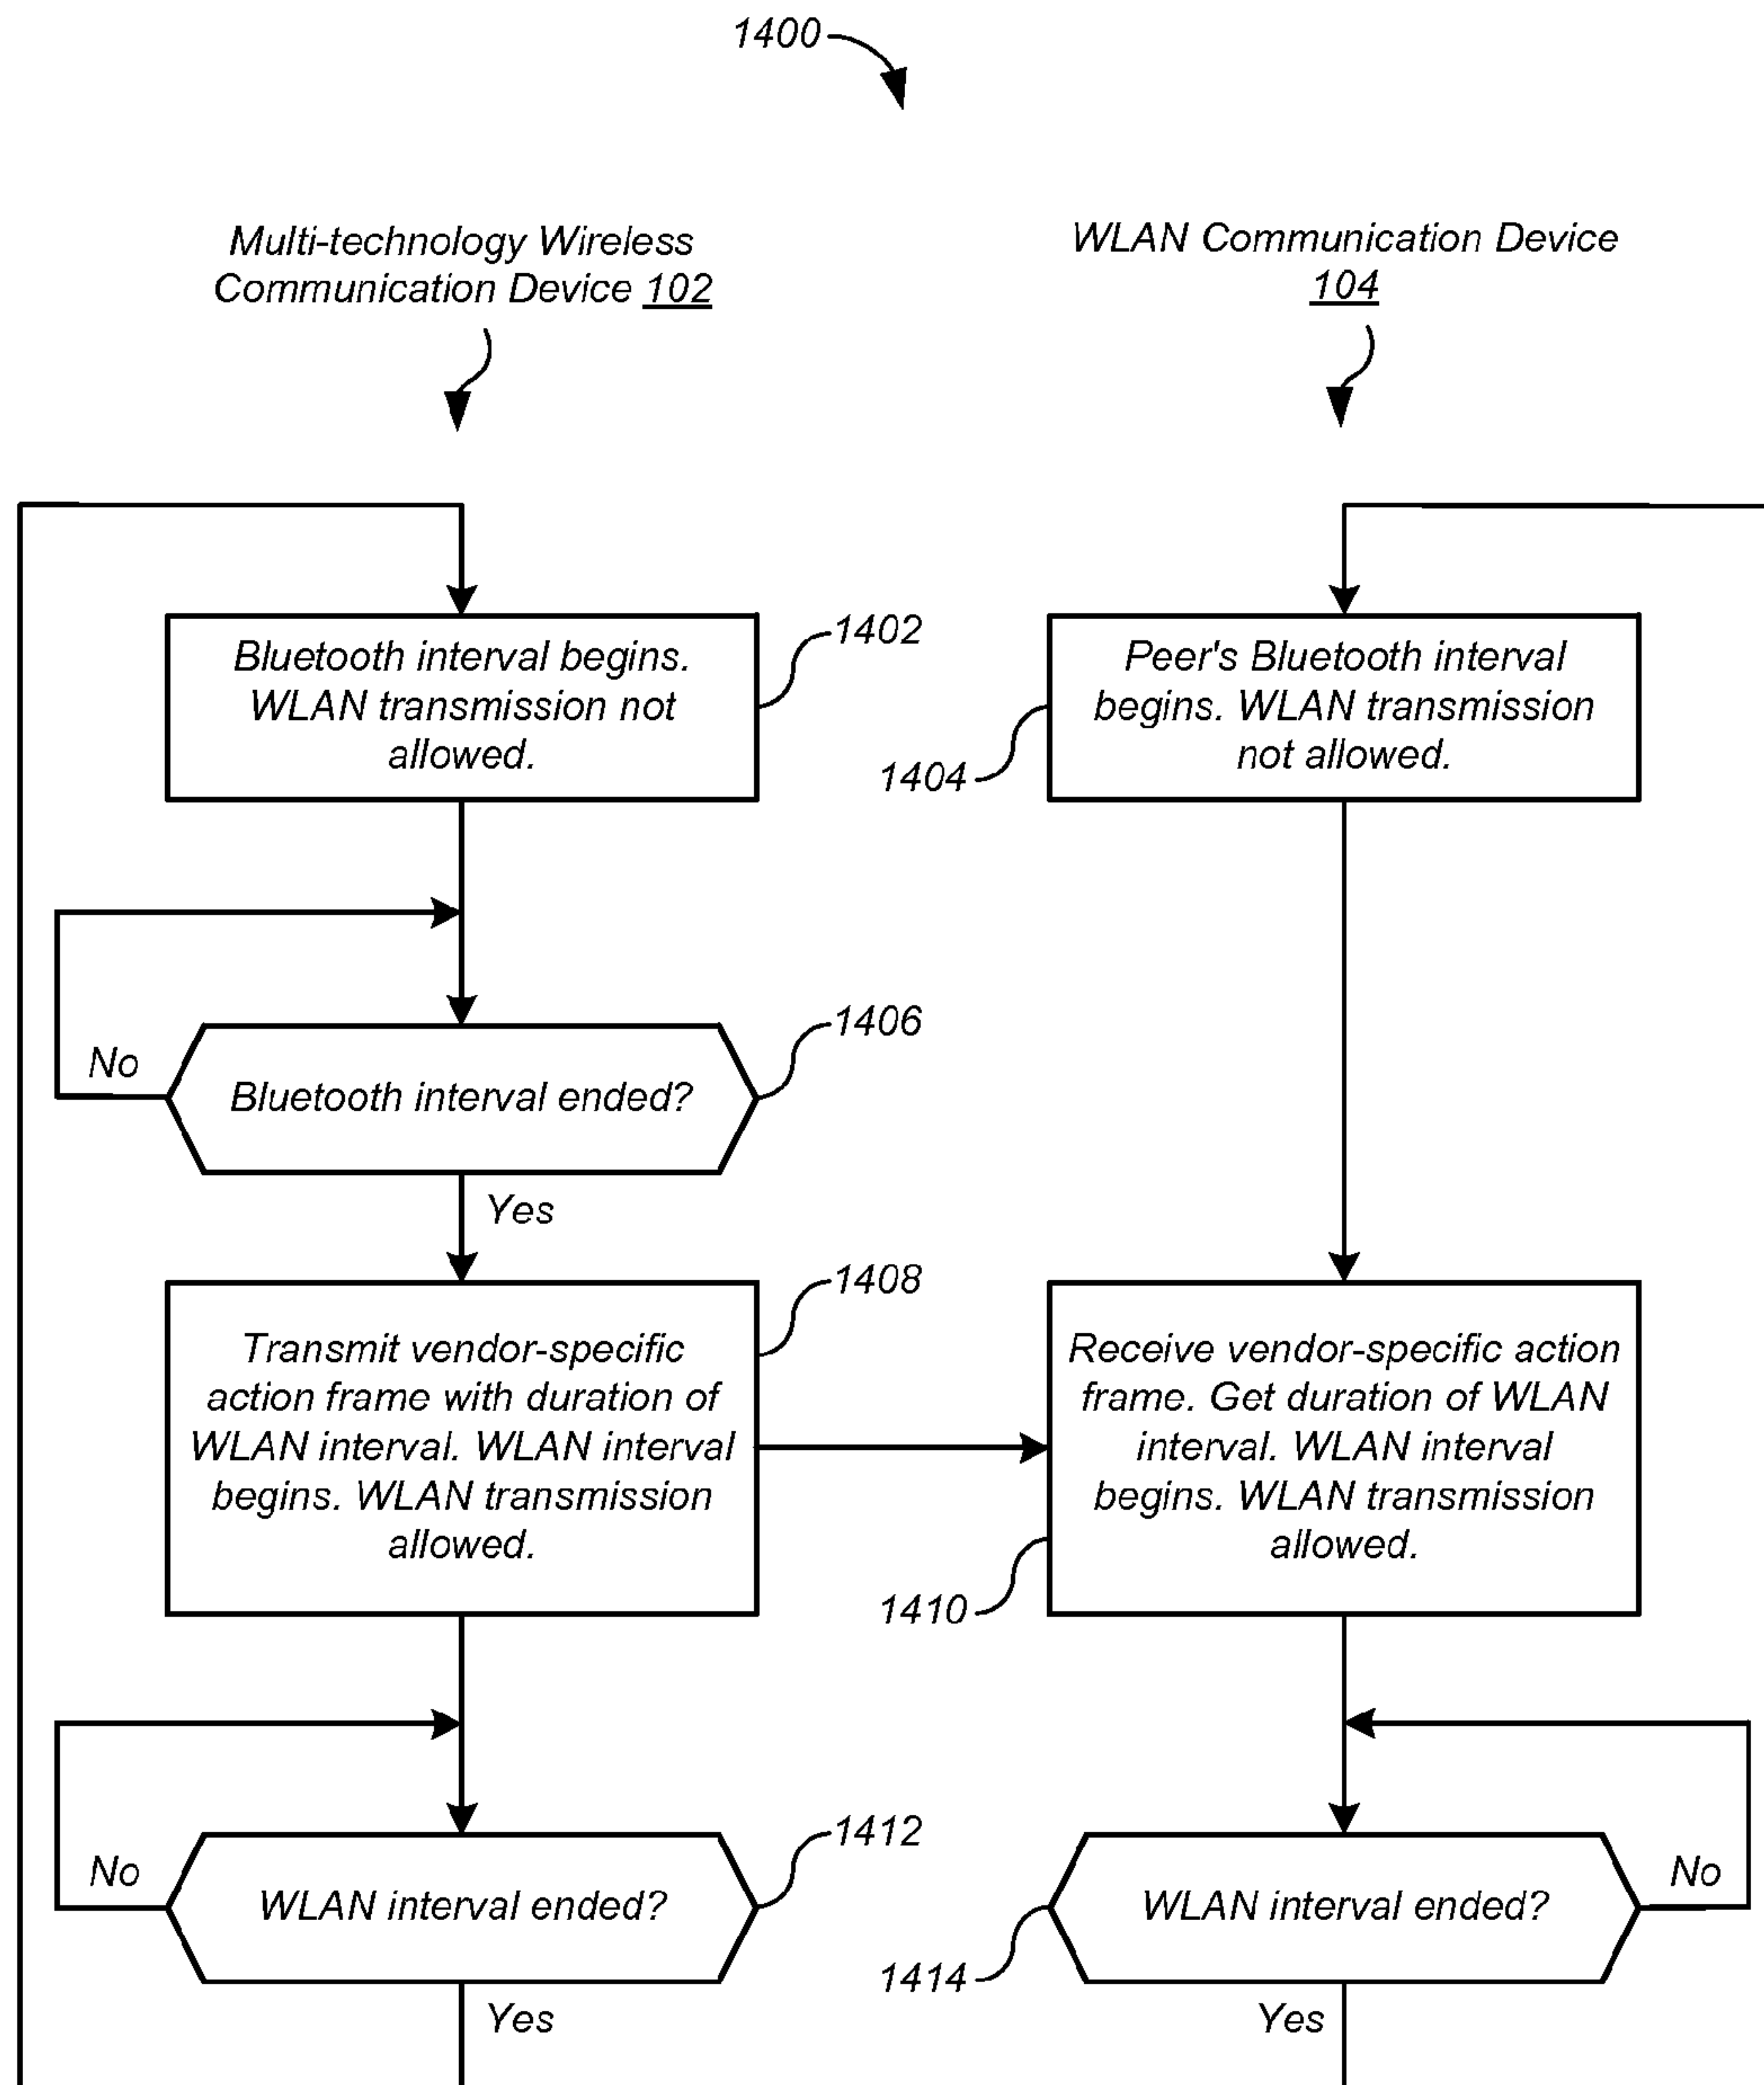 1400
Multi-technology Wireless
Communication Device 102
WLAN Communication Device
104
Bluetooth interval begins.
WLAN transmission not
allowed.
1402
Peer's Bluetooth interval
begins. WLAN transmission
not allowed.
1404
1406
No
Bluetooth interval ended?
Yes
1408
Transmit vendor-specific
action frame with duration of
WLAN interval. WLAN interval
begins. WLAN transmission
allowed.
Receive vendor-specific action
frame. Get duration of WLAN
interval. WLAN interval
begins. WLAN transmission
allowed.
1410
1412
No
WLAN interval ended?
Yes
WLAN interval ended?
No
1414
Yes